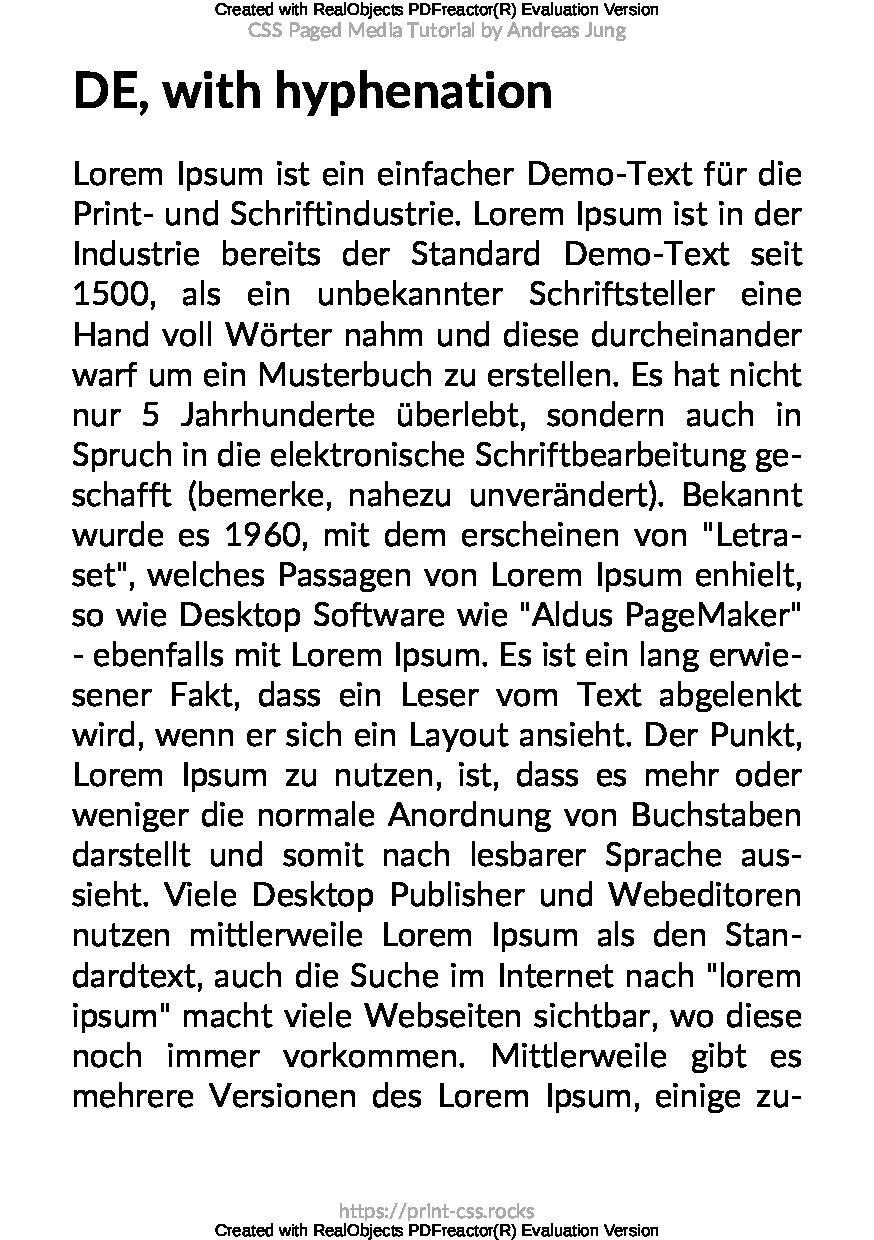 Created with RealObjects PDFreactor(R) Evaluation Version
CSS Paged Media Tutorial by Andreas Jung
DE, with hyphenation
Lorem Ipsum ist ein einfacher Demo-Text für die
Print- und Schriftindustrie. Lorem Ipsum ist in der
Industrie bereits der Standard Demo-Text seit
1500, als ein unbekannter Schriftsteller eine
Hand voll Wörter nahm und diese durcheinander
warf um ein Musterbuch zu erstellen. Es hat nicht
nur 5 Jahrhunderte überlebt, sondern auch in
Spruch in die elektronische Schriftbearbeitung ge-
schafft (bemerke, nahezu unverändert). Bekannt
wurde es 1960, mit dem erscheinen von "Letra-
set", welches Passagen von Lorem Ipsum enhielt,
so wie Desktop Software wie "Aldus PageMaker"
- ebenfalls mit Lorem Ipsum. Es ist ein lang erwie-
sener Fakt, dass ein Leser vom Text abgelenkt
wird, wenn er sich ein Layout ansieht. Der Punkt,
Lorem Ipsum zu nutzen, ist, dass es mehr oder
weniger die normale Anordnung von Buchstaben
darstellt und somit nach lesbarer Sprache aus-
sieht. Viele Desktop Publisher und Webeditoren
nutzen mittlerweile Lorem Ipsum als den Stan-
dardtext, auch die Suche im Internet nach "lorem
ipsum" macht viele Webseiten sichtbar, wo diese
noch immer vorkommen. Mittlerweile gibt es
mehrere Versionen des Lorem Ipsum, einige zu-
https://print-css.rocks
Created with RealObjects PDFreactor(R) Evaluation Version